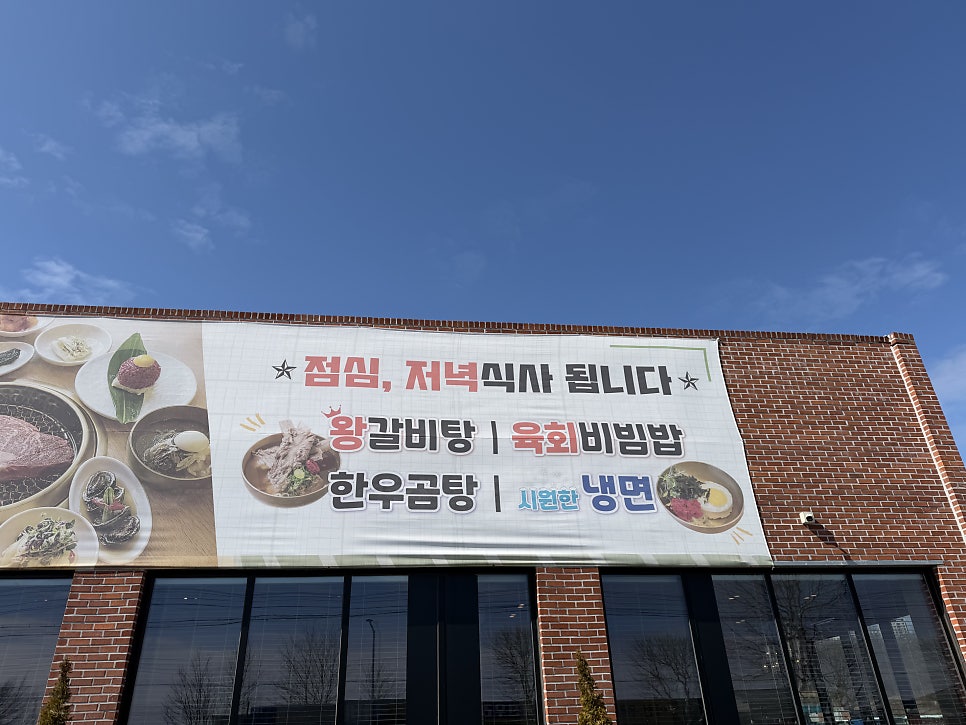 점심, 저녁식사 됩니다
왕갈비탕 | 육회비빔밥
한우곰탕 | 시원한 냉면